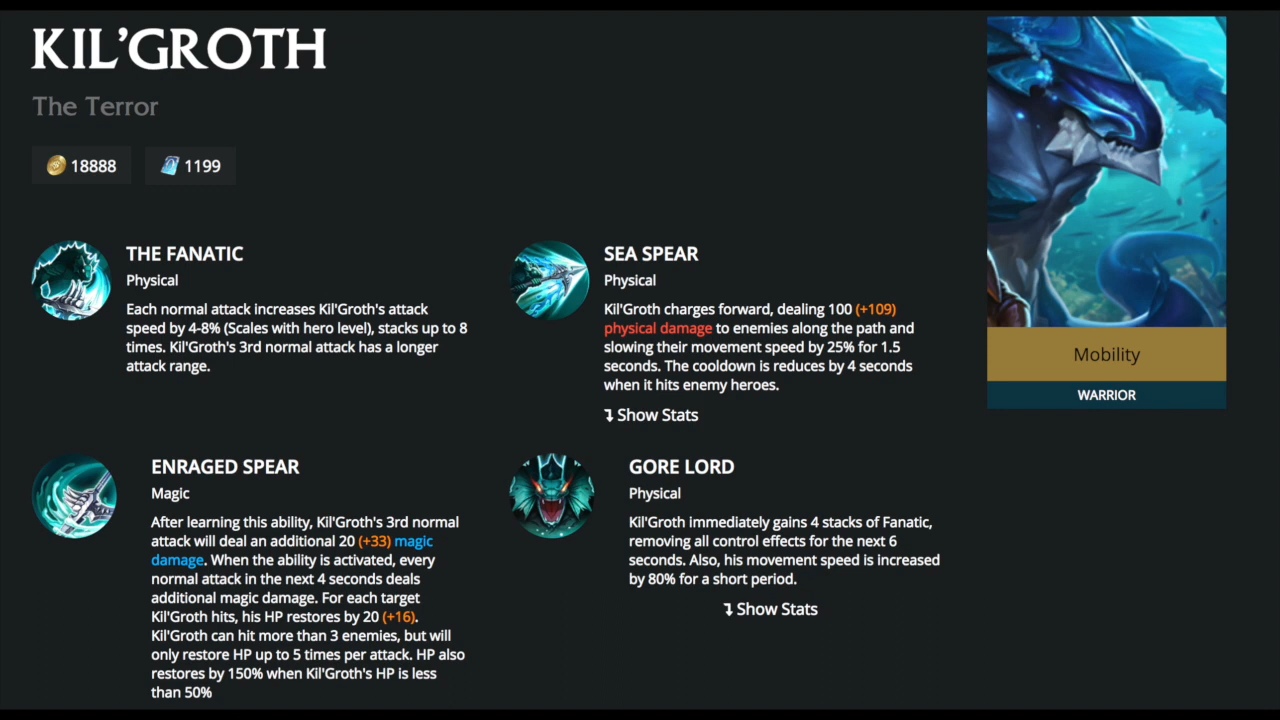 KIL'GROTH
The Terror
18888
1199
THE FANATIC
Physical
Each normal attack increases Kil'Groth's attack
speed by 4-8% (Scales with hero level), stacks up to 8
times. Kil'Groth's 3rd normal attack has a longer
attack range.
SEA SPEAR
Physical
Kil'Groth charges forward, dealing 100 (+109)
physical damage to enemies along the path and
slowing their movement speed by 25% for 1.5
seconds. The cooldown is reduces by 4 seconds
when it hits enemy heroes.
↴ Show Stats
ENRAGED SPEAR
Magic
After learning this ability, Kil'Groth's 3rd normal
attack will deal an additional 20 (+33) magic
damage. When the ability is activated, every
normal attack in the next 4 seconds deals
additional magic damage. For each target
Kil'Groth hits, his HP restores by 20 (+16).
Kil'Groth can hit more than 3 enemies, but will
only restore HP up to 5 times per attack. HP also
restores by 150% when Kil'Groth's HP is less
than 50%
GORE LORD
Physical
Kil'Groth immediately gains 4 stacks of Fanatic,
removing all control effects for the next 6
seconds. Also, his movement speed is increased
by 80% for a short period.
↴ Show Stats
Mobility
WARRIOR